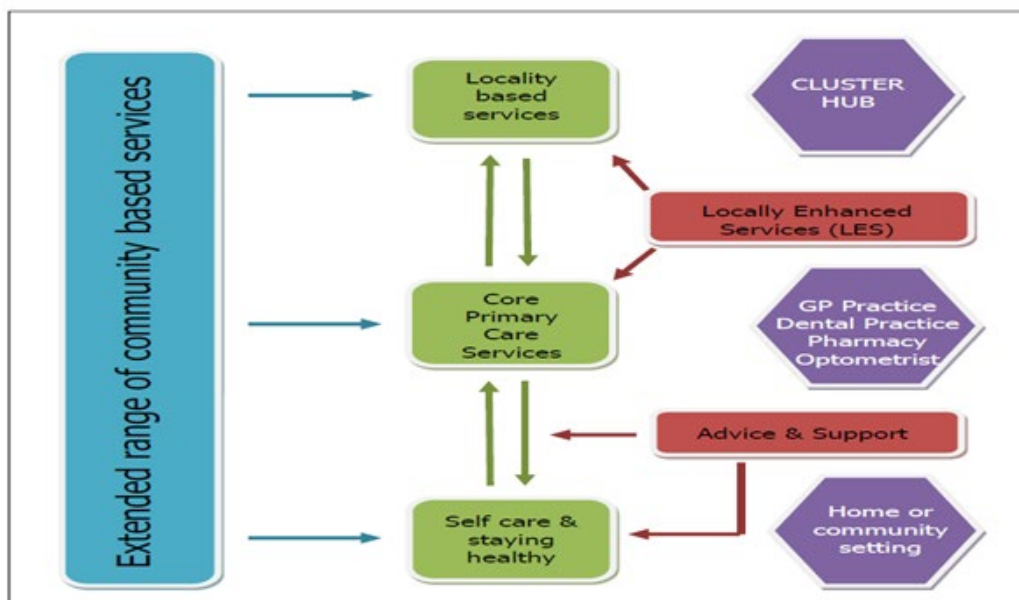 Extended range of community based services
Locality
based
services
CLUSTER
HUB
Locally Enhanced
Services (LES)
Core
Primary
Care
Services
GP Practice
Dental Practice
Pharmacy
Optometrist
Advice & Support
Self care &
staying
healthy
Home or
community
setting